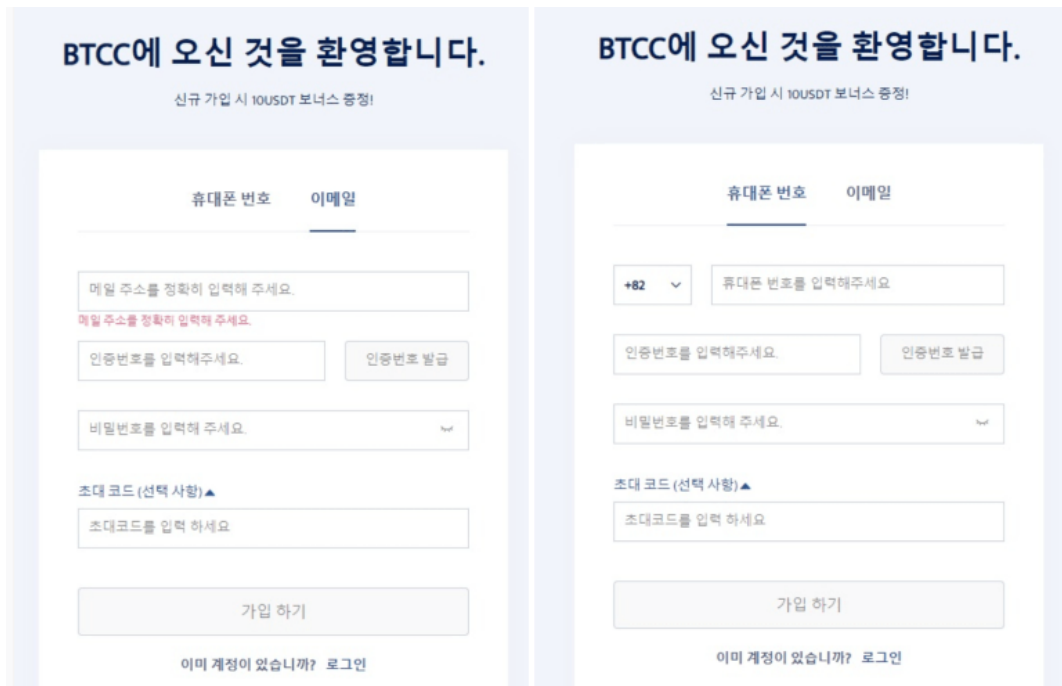 BTCC에 오신 것을 환영합니다.
신규 가입 시 10USDT 보너스 증정!
휴대폰 번호 이메일
메일 주소를 정확히 입력해 주세요.
메일 주소를 정확히 입력해 주세요.
인증번호를 입력해주세요. 인증번호 발급
비밀번호를 입력해 주세요.
초대 코드 (선택 사항)▲
초대코드를 입력 하세요
가입 하기
이미 계정이 있습니까? 로그인
BTCC에 오신 것을 환영합니다.
신규 가입 시 10USDT 보너스 증정!
휴대폰 번호 이메일
+82 휴대폰 번호를 입력해주세요
인증번호를 입력해주세요. 인증번호 발급
비밀번호를 입력해 주세요.
초대 코드 (선택 사항)▲
초대코드를 입력 하세요
가입 하기
이미 계정이 있습니까? 로그인